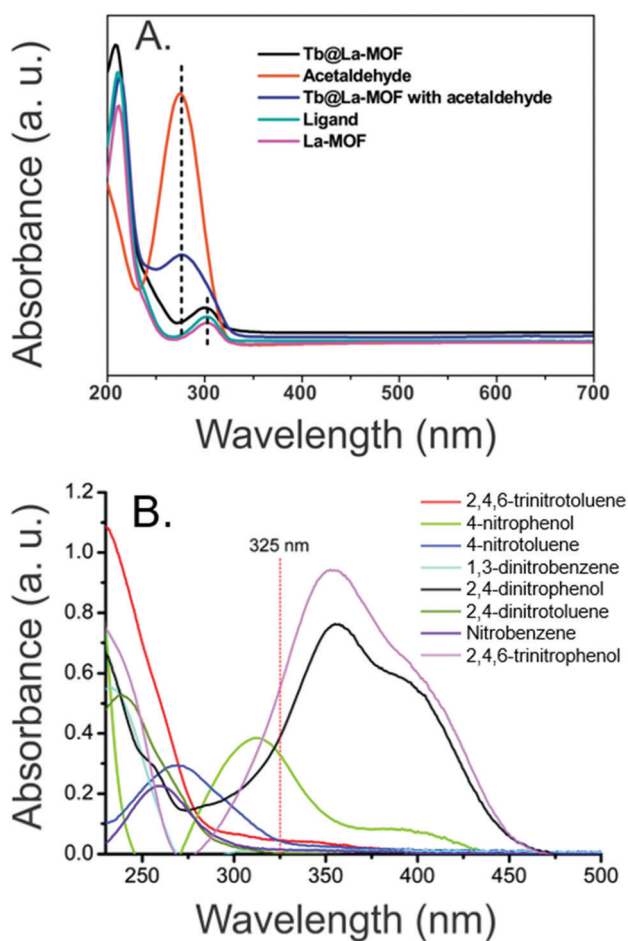 A.
Tb@La-MOF
Acetaldehyde
Tb@La-MOF with acetaldehyde
Ligand
La-MOF
Absorbance (a. u.)
200 300 400 500 600 700
Wavelength (nm)
B.
325 nm
2,4,6-trinitrotoluene
4-nitrophenol
4-nitrotoluene
1,3-dinitrobenzene
2,4-dinitrophenol
2,4-dinitrotoluene
Nitrobenzene
2,4,6-trinitrophenol
Absorbance (a. u.)
1.2
1.0
0.8
0.6
0.4
0.2
0.0
250 300 350 400 450 500
Wavelength (nm)